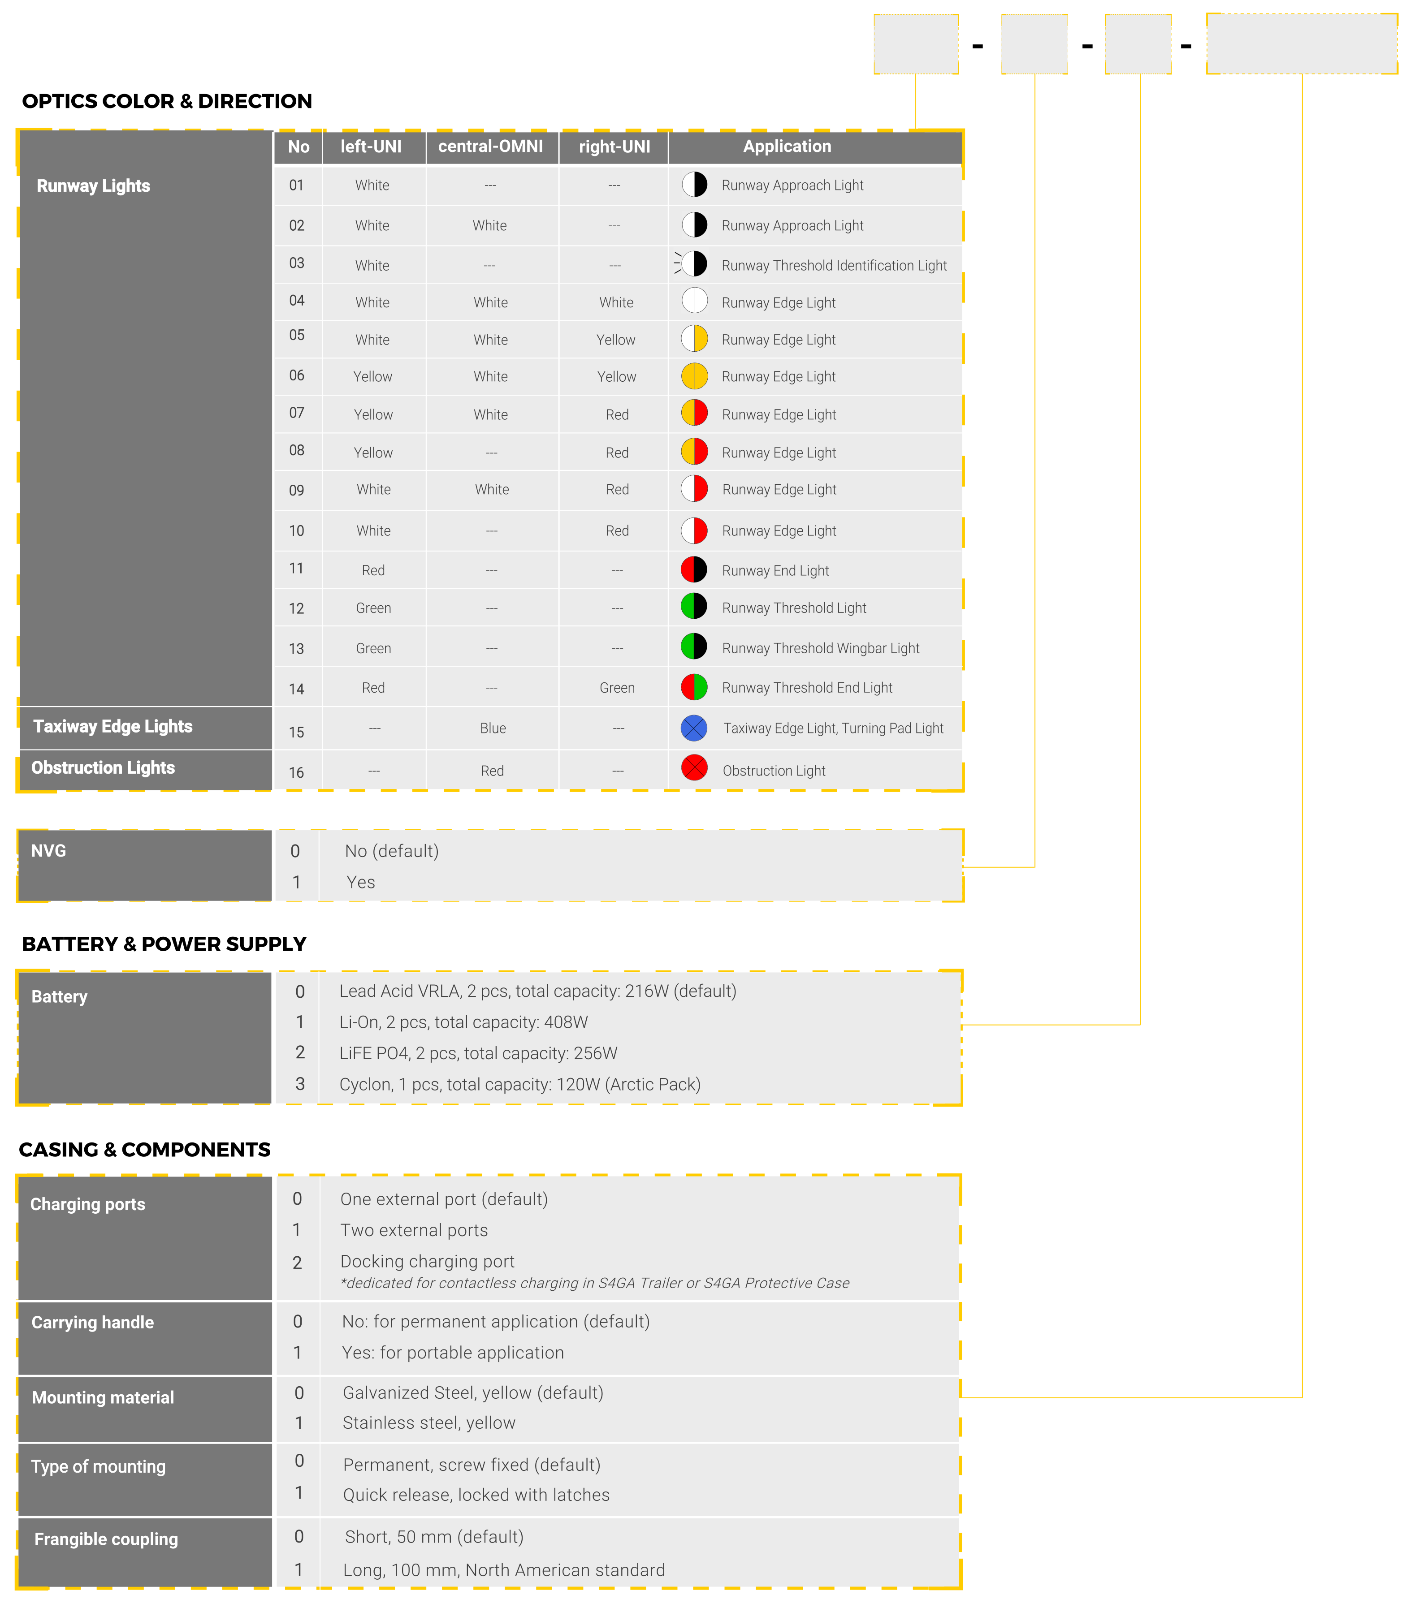 - - -
OPTICS COLOR & DIRECTION
No left-UNI central-OMNI right-UNI Application
Runway Lights
01 White --- --- Runway Approach Light
02 White White --- Runway Approach Light
03 White --- --- Runway Threshold Identification Light
04 White White White Runway Edge Light
05 White White Yellow Runway Edge Light
06 Yellow White Yellow Runway Edge Light
07 Yellow White Red Runway Edge Light
08 Yellow --- Red Runway Edge Light
09 White White Red Runway Edge Light
10 White --- Red Runway Edge Light
11 Red --- --- Runway End Light
12 Green --- --- Runway Threshold Light
13 Green --- --- Runway Threshold Wingbar Light
14 Red --- Green Runway Threshold End Light
Taxiway Edge Lights 15 --- Blue --- Taxiway Edge Light, Turning Pad Light
Obstruction Lights 16 --- Red --- Obstruction Light
NVG 0 No (default)
1 Yes
BATTERY & POWER SUPPLY
Battery 0 Lead Acid VRLA, 2 pcs, total capacity: 216W (default)
1 Li-On, 2 pcs, total capacity: 408W
2 LiFE PO4, 2 pcs, total capacity: 256W
3 Cyclon, 1 pcs, total capacity: 120W (Arctic Pack)
CASING & COMPONENTS
Charging ports 0 One external port (default)
1 Two external ports
2 Docking charging port
*dedicated for contactless charging in S4GA Trailer or S4GA Protective Case
Carrying handle 0 No: for permanent application (default)
1 Yes: for portable application
Mounting material 0 Galvanized Steel, yellow (default)
1 Stainless steel, yellow
Type of mounting 0 Permanent, screw fixed (default)
1 Quick release, locked with latches
Frangible coupling 0 Short, 50 mm (default)
1 Long, 100 mm, North American standard